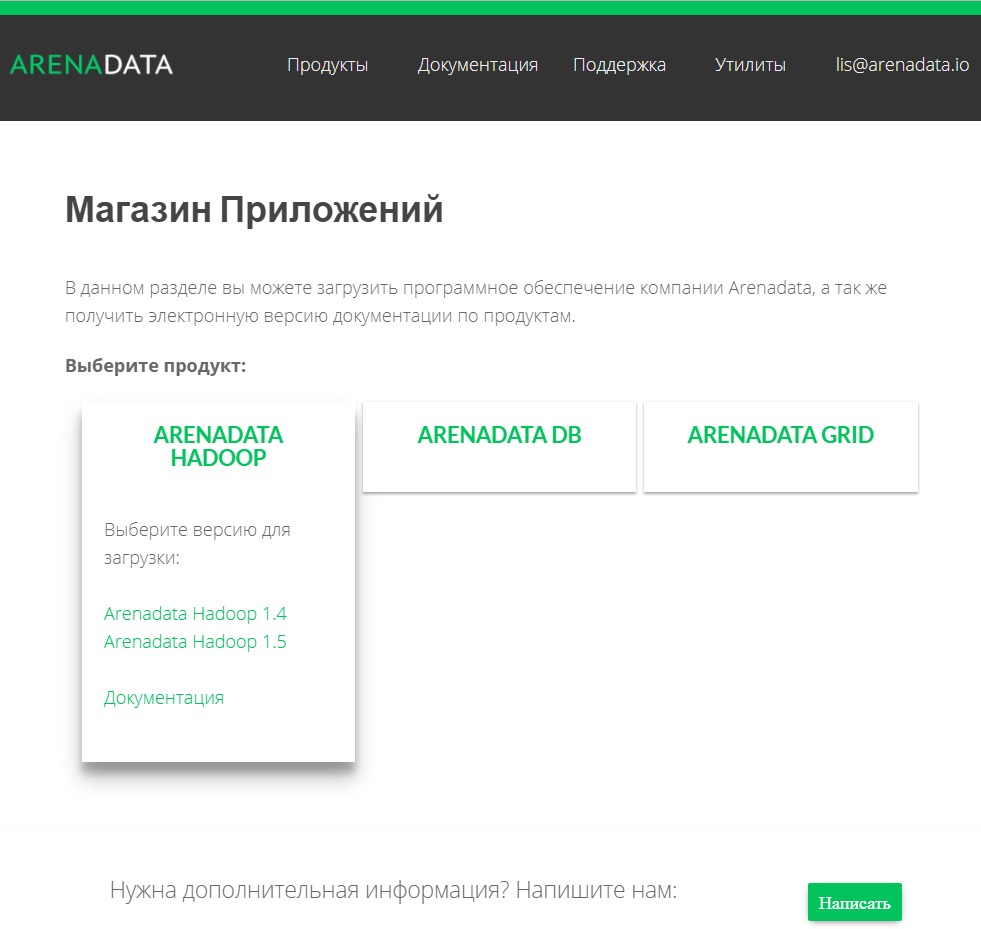 ARENADATA
Продукты
Документация
Поддержка
Утилиты
lis@arenadata.io
Магазин Приложений
В данном разделе вы можете загрузить программное обеспечение компании Arenadata, а так же
получить электронную версию документации по продуктам.
Выберите продукт:
ARENADATA
HADOOP
Выберите версию для
загрузки:
Arenadata Hadoop 1.4
Arenadata Hadoop 1.5
Документация
ARENADATA DB
ARENADATA GRID
Нужна дополнительная информация? Напишите нам:
Написать